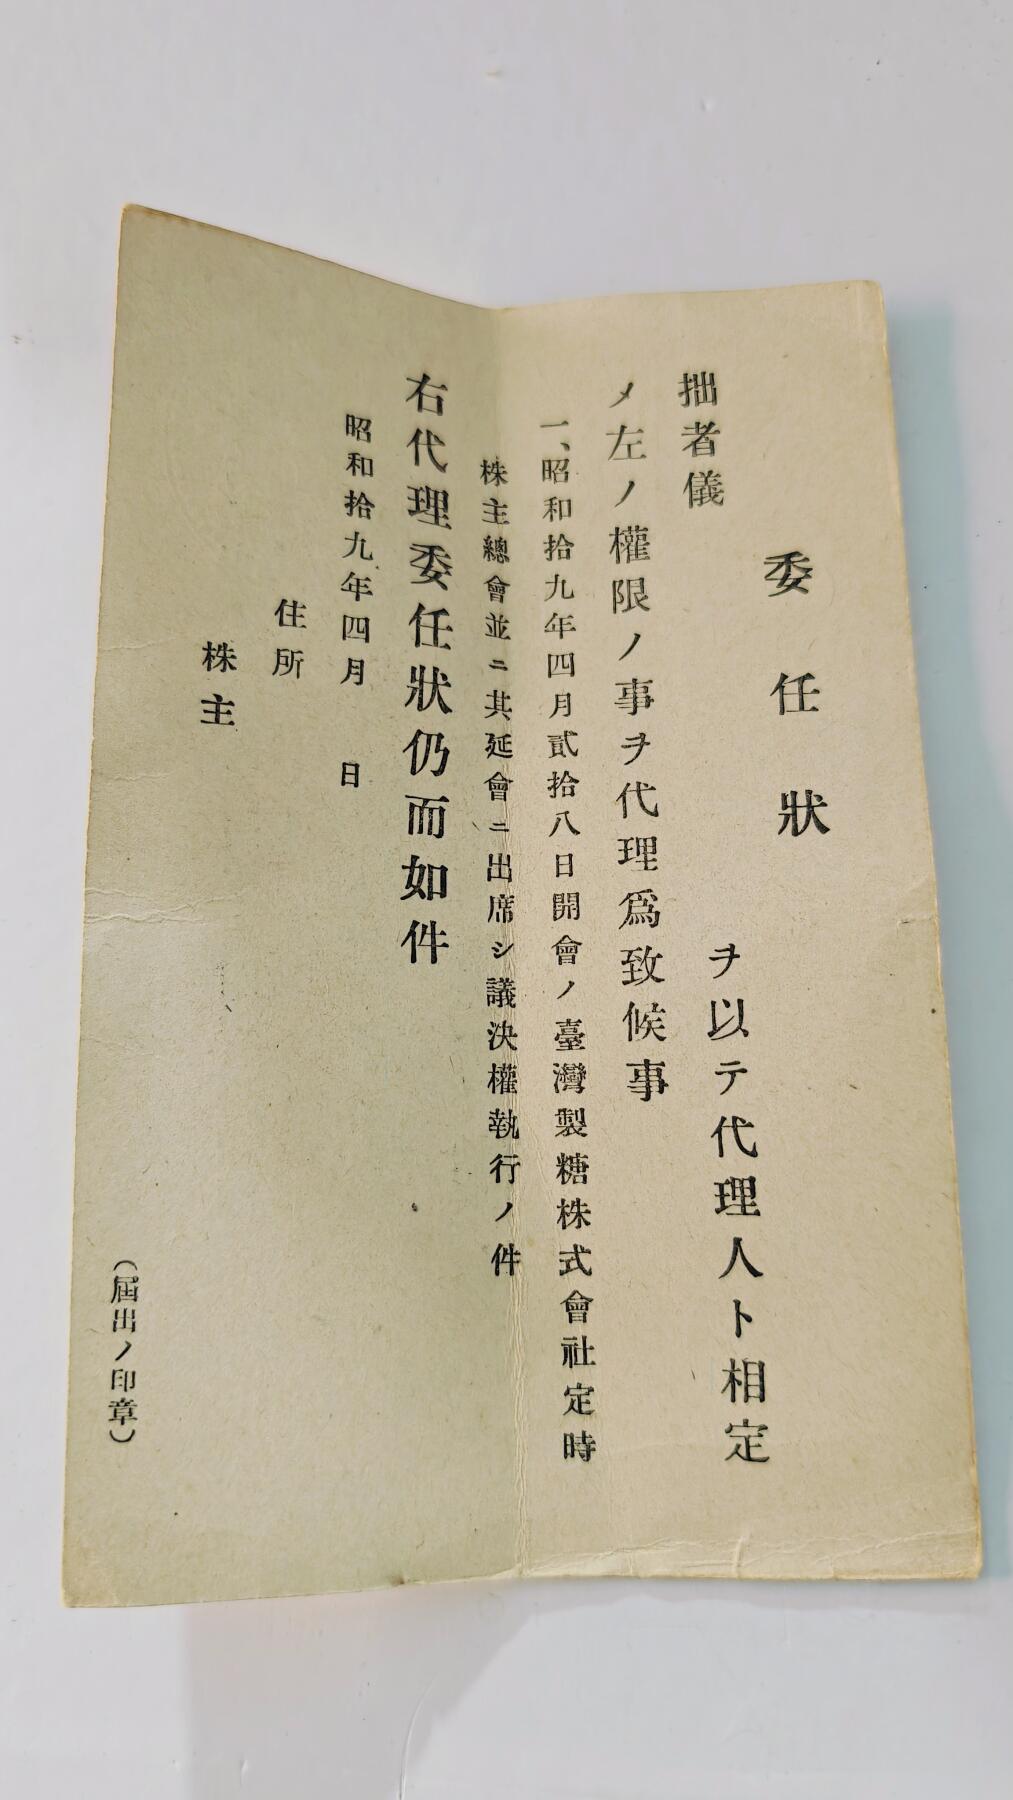 委任狀
拙者儀 ヲ以テ代理人ト相定
メ左ノ權限ノ事ヲ代理爲致候事
一、昭和拾九年四月貳拾八日開會ノ臺灣製糖株式會社定時
株主總會並ニ其延會ニ出席シ議決權執行ノ件
右代理委任狀仍而如件
昭和拾九年四月 日
住所
株主
（屆出ノ印章）